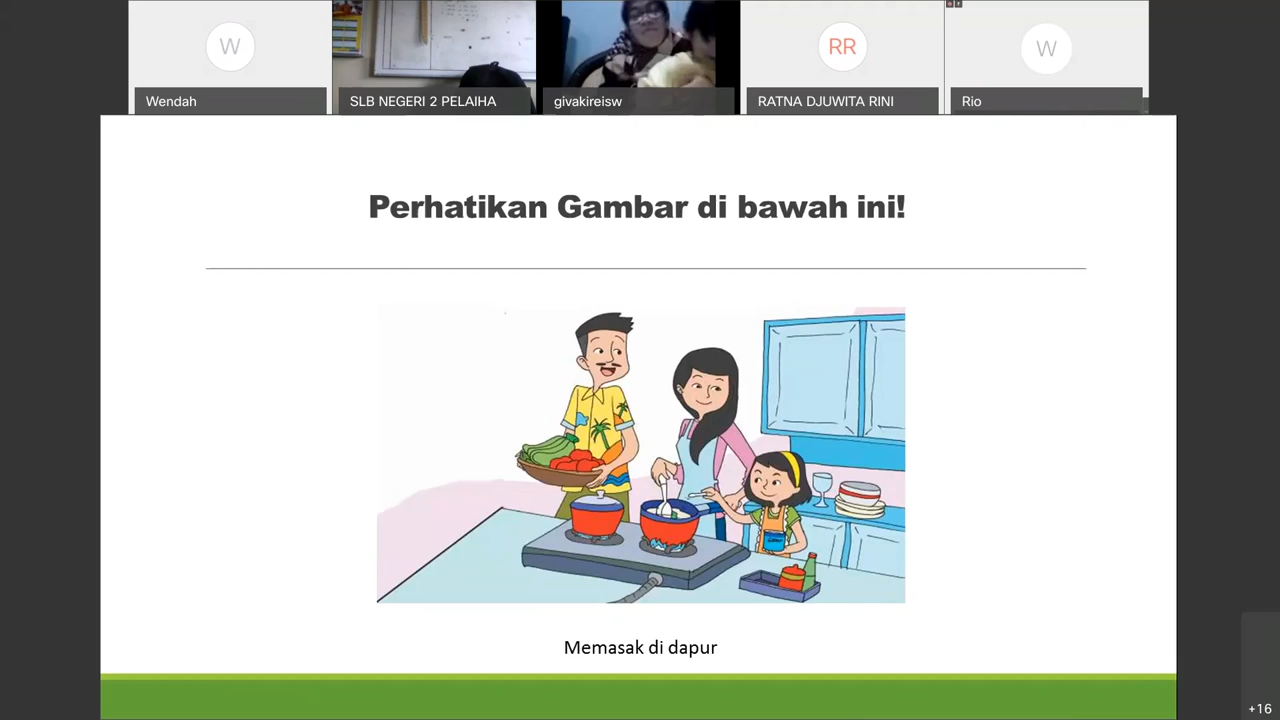 W
RR
W
Wendah
SLB NEGERI 2 PELAIHA
givakireisw
RATNA DJUWITA RINI
Rio
Perhatikan Gambar di bawah ini!
Memasak di dapur
+16